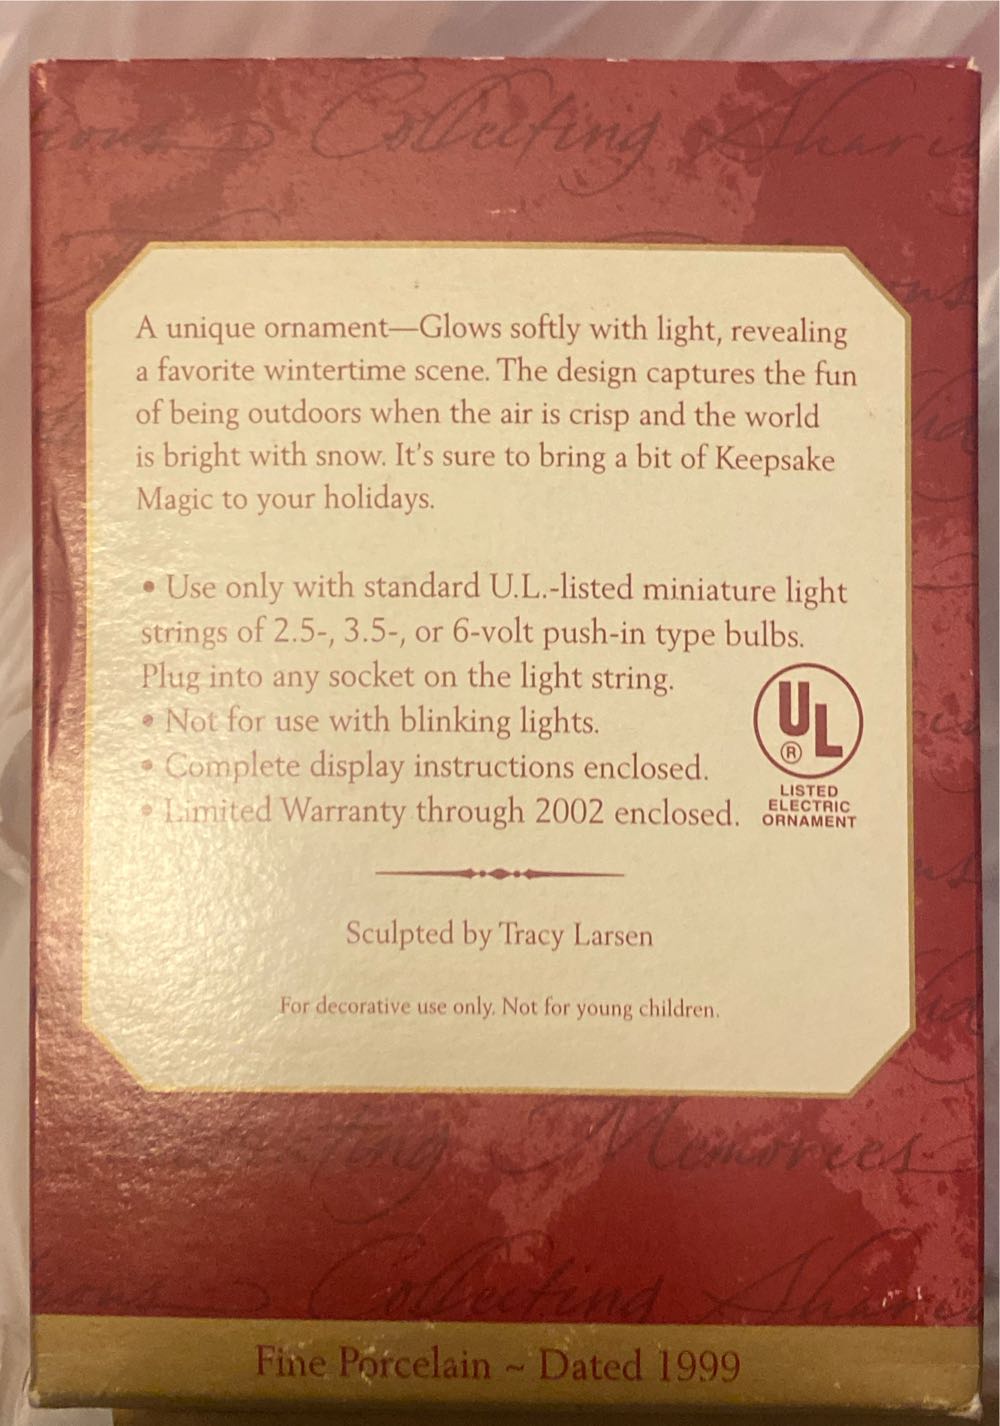 Collecting
A unique ornament—Glows softly with light, revealing
a favorite wintertime scene. The design captures the fun
of being outdoors when the air is crisp and the world
is bright with snow. It's sure to bring a bit of Keepsake
Magic to your holidays.
• Use only with standard U.L.-listed miniature light
strings of 2.5-, 3.5-, or 6-volt push-in type bulbs.
Plug into any socket on the light string.
• Not for use with blinking lights.
• Complete display instructions enclosed.
• Limited Warranty through 2002 enclosed.
UL
®
LISTED
ELECTRIC
ORNAMENT
Sculpted by Tracy Larsen
For decorative use only. Not for young children.
Memories
Collecting
Fine Porcelain ~ Dated 1999